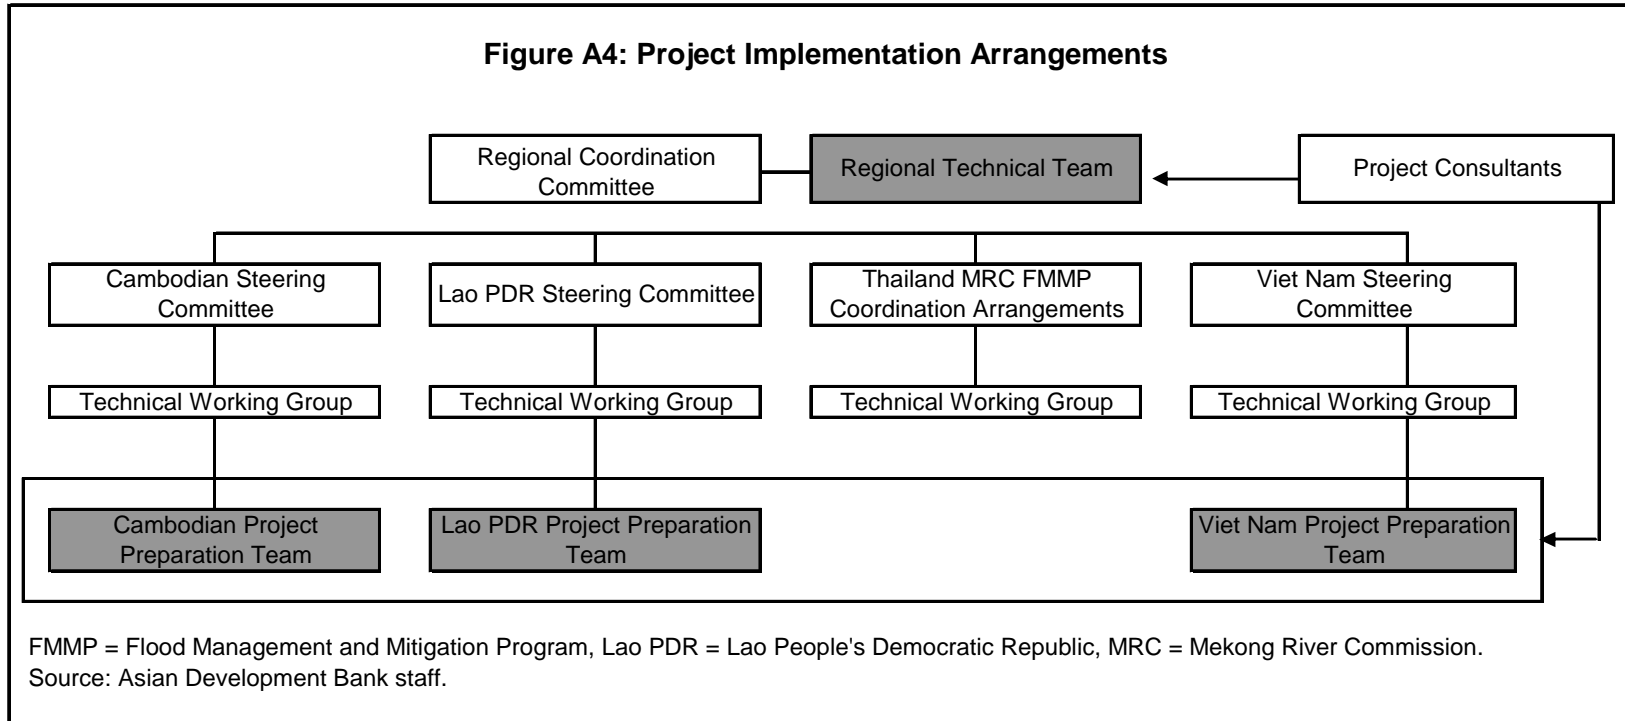 Figure A4: Project Implementation Arrangements
Regional Coordination
Committee
Regional Technical Team
Project Consultants
Cambodian Steering
Committee
Lao PDR Steering Committee
Thailand MRC FMMP
Coordination Arrangements
Viet Nam Steering
Committee
Technical Working Group
Technical Working Group
Technical Working Group
Technical Working Group
Cambodian Project
Preparation Team
Lao PDR Project Preparation
Team
Viet Nam Project Preparation
Team
FMMP = Flood Management and Mitigation Program, Lao PDR = Lao People's Democratic Republic, MRC = Mekong River Commission.
Source: Asian Development Bank staff.